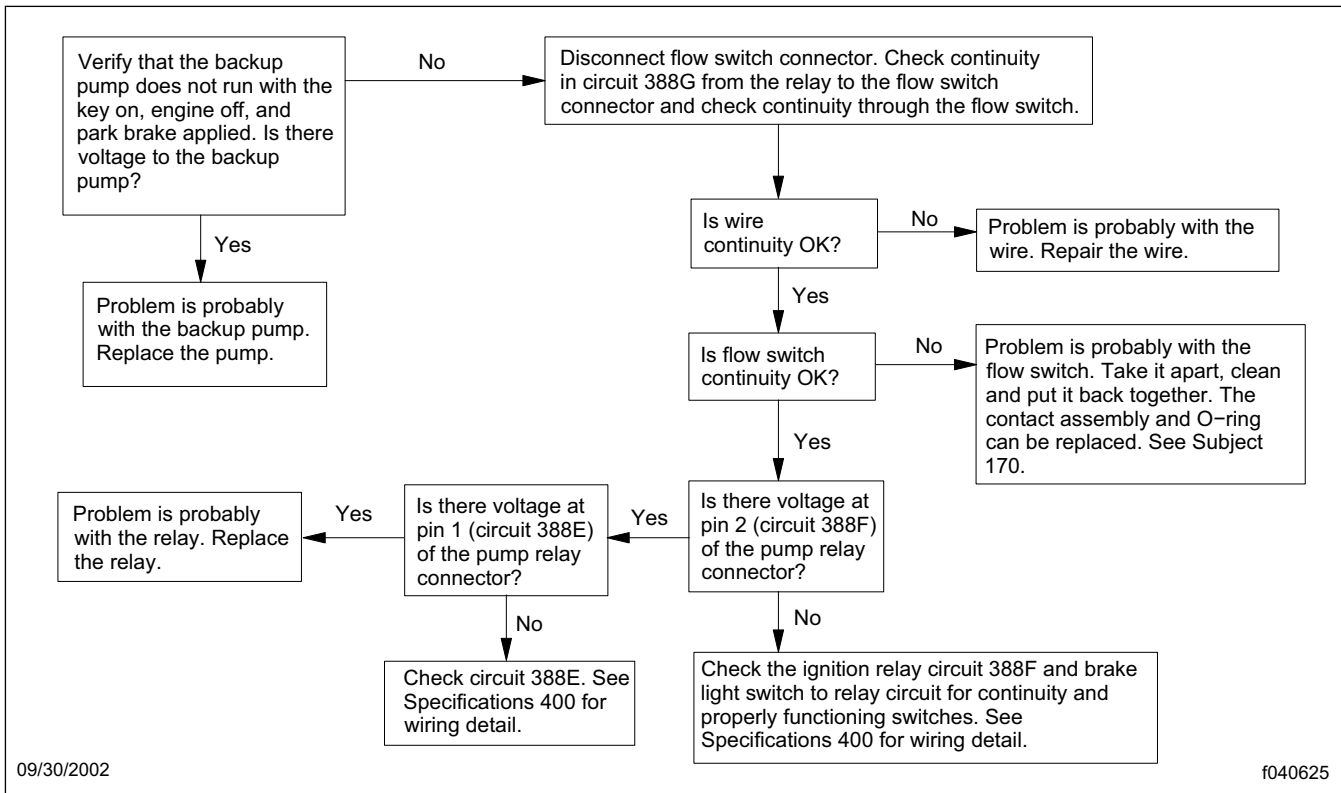 Verify that the backup
pump does not run with the
key on, engine off, and
park brake applied. Is there
voltage to the backup
pump?
No
Disconnect flow switch connector. Check continuity
in circuit 388G from the relay to the flow switch
connector and check continuity through the flow switch.
Yes
Problem is probably
with the backup pump.
Replace the pump.
Is wire
continuity OK?
No
Problem is probably with the
wire. Repair the wire.
Yes
Is flow switch
continuity OK?
No
Problem is probably with the
flow switch. Take it apart, clean
and put it back together. The
contact assembly and O−ring
can be replaced. See Subject
170.
Yes
Is there voltage at
pin 2 (circuit 388F)
of the pump relay
connector?
Yes
Is there voltage at
pin 1 (circuit 388E)
of the pump relay
connector?
Yes
Problem is probably
with the relay. Replace
the relay.
No
Check circuit 388E. See
Specifications 400 for
wiring detail.
No
Check the ignition relay circuit 388F and brake
light switch to relay circuit for continuity and
properly functioning switches. See
Specifications 400 for wiring detail.
09/30/2002
f040625